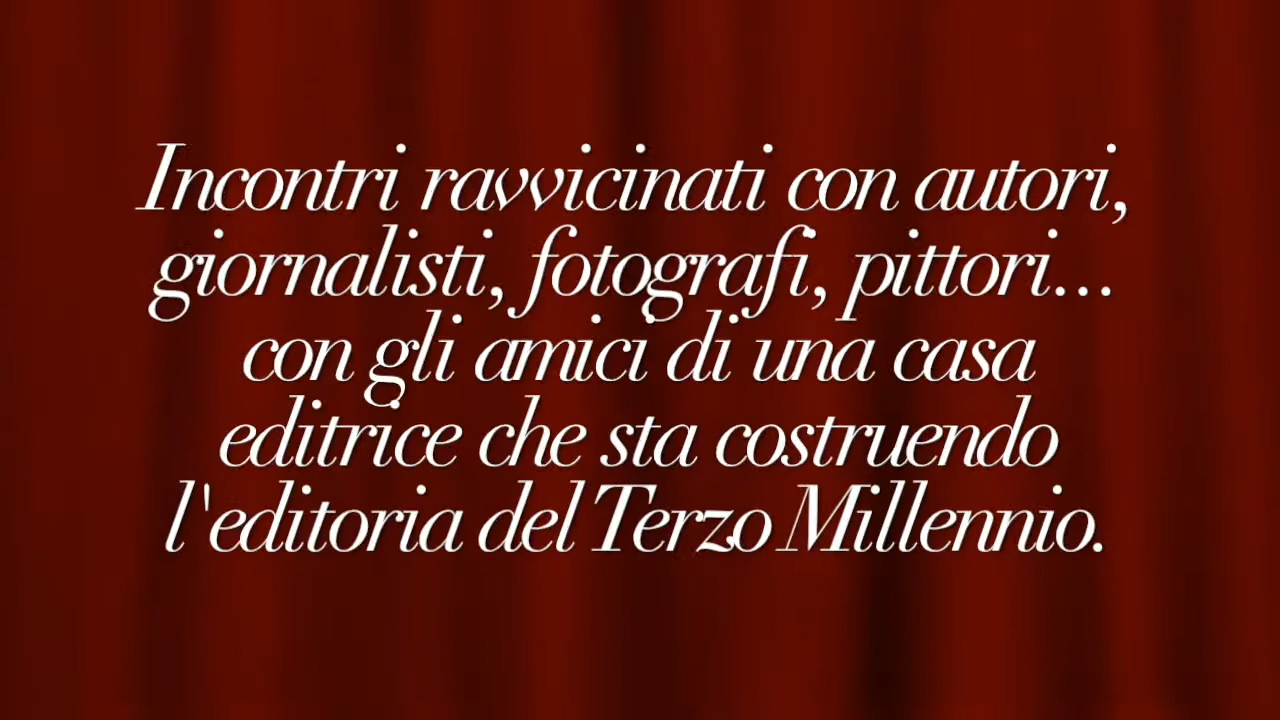 Incontri ravvicinati con autori,
giornalisti, fotografi, pittori...
con gli amici di una casa
editrice che sta costruendo
l'editoria del Terzo Millennio.